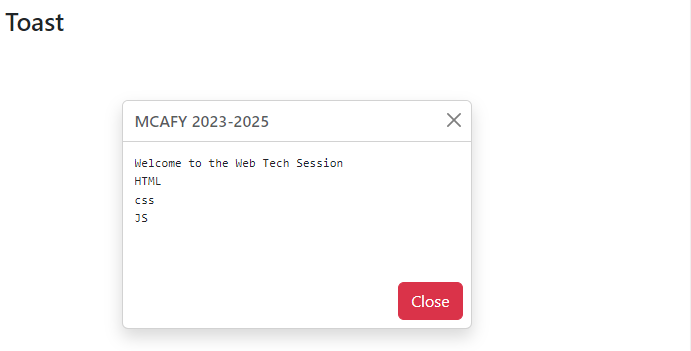 Toast
MCAFY 2023-2025
Welcome to the Web Tech Session
HTML
css
JS
Close